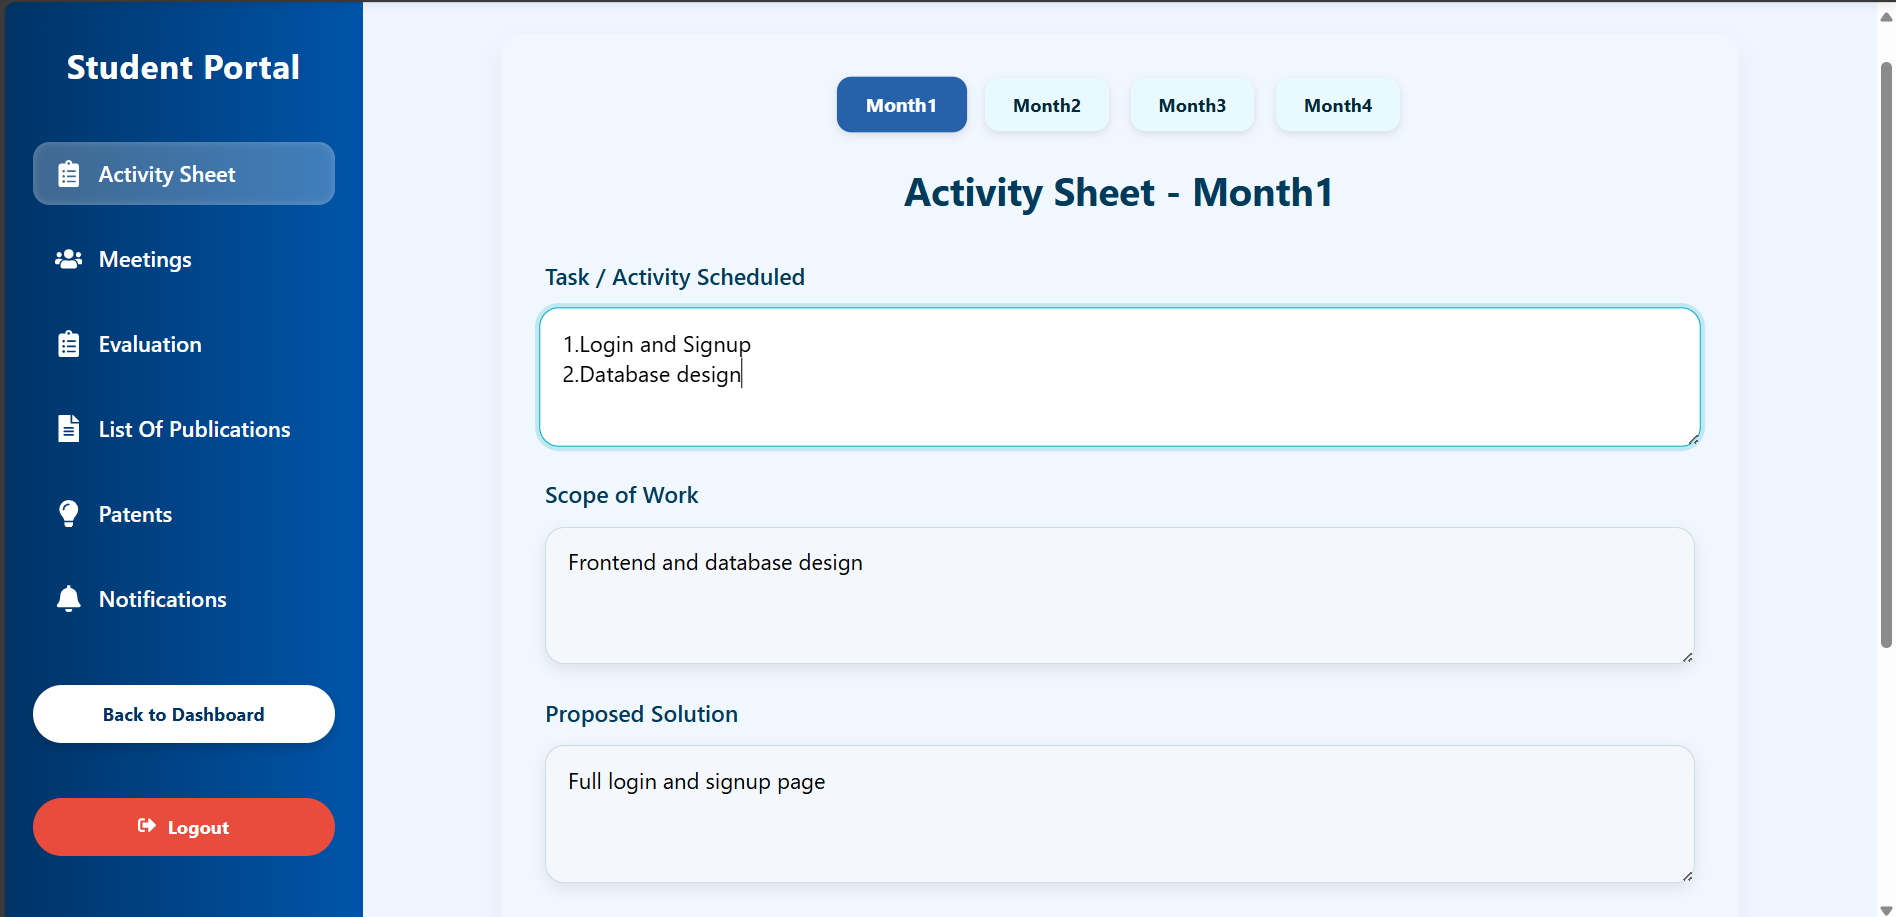 Student Portal
Activity Sheet
Meetings
Evaluation
List Of Publications
Patents
Notifications
Back to Dashboard
Logout
Month1
Month2
Month3
Month4
Activity Sheet - Month1
Task / Activity Scheduled
1.Login and Signup
2.Database design
Scope of Work
Frontend and database design
Proposed Solution
Full login and signup page